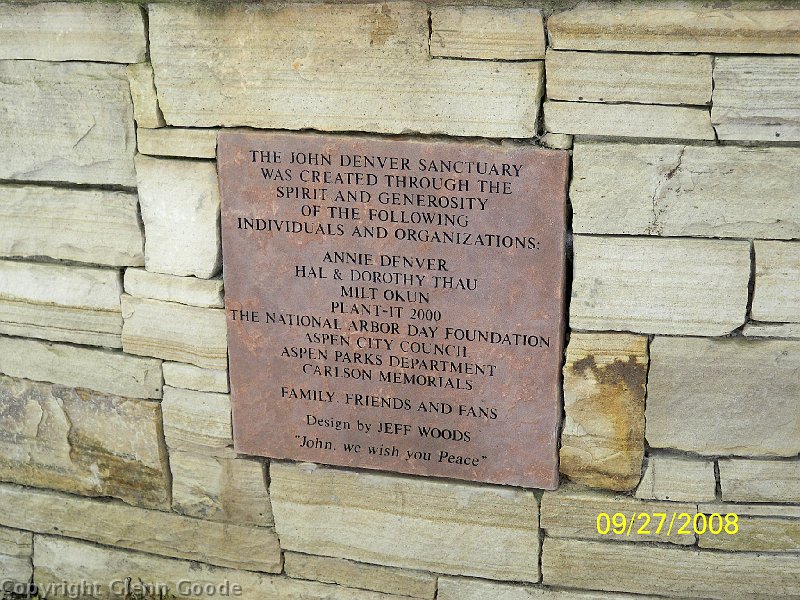 THE JOHN DENVER SANCTUARY
WAS CREATED THROUGH THE
SPIRIT AND GENEROSITY
OF THE FOLLOWING
INDIVIDUALS AND ORGANIZATIONS:
ANNIE DENVER
HAL & DOROTHY THAU
MILT OKUN
PLANT-IT 2000
THE NATIONAL ARBOR DAY FOUNDATION
ASPEN CITY COUNCIL
ASPEN PARKS DEPARTMENT
CARLSON MEMORIALS
FAMILY, FRIENDS AND FANS
Design by JEFF WOODS
"John, we wish you Peace"
09/27/2008
Copyright Glenn Goode